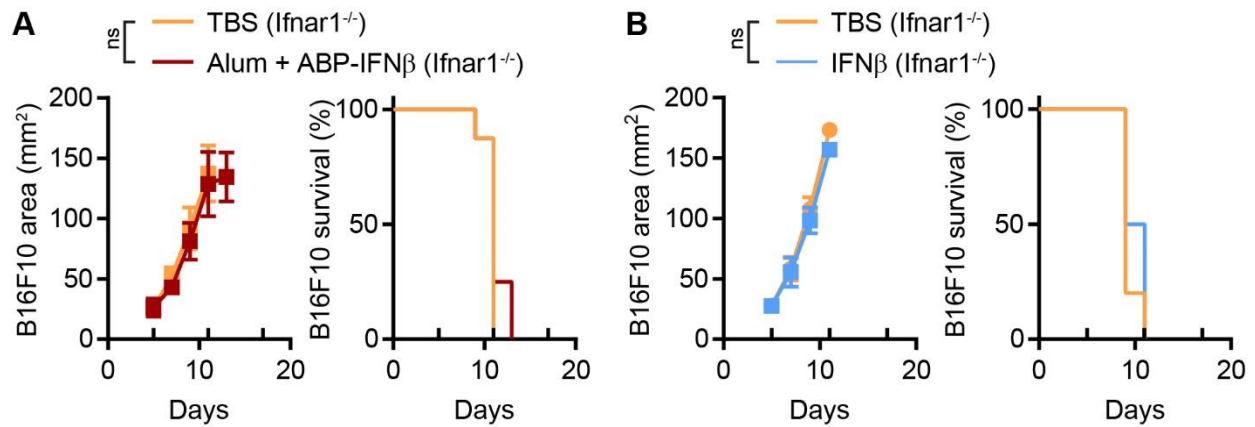 A
ns
TBS (Ifnar1-/-)
Alum + ABP-IFNβ (Ifnar1-/-)
B16F10 area (mm2)
200
150
100
50
0
0
10
20
Days
B16F10 survival (%)
100
50
0
0
10
20
Days
B
ns
TBS (Ifnar1-/-)
IFNβ (Ifnar1-/-)
B16F10 area (mm2)
200
150
100
50
0
0
10
20
Days
B16F10 survival (%)
100
50
0
0
10
20
Days